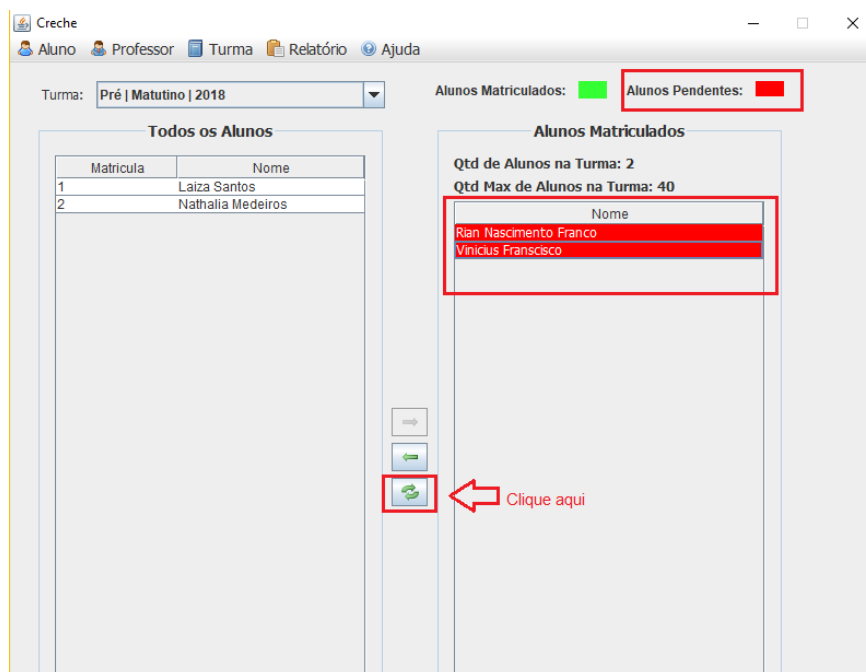 Creche
Aluno Professor Turma Relatório Ajuda
Turma: Pré | Matutino | 2018
Alunos Matriculados: Alunos Pendentes:
Todos os Alunos
Matricula Nome
1 Laiza Santos
2 Nathalia Medeiros
Alunos Matriculados
Qtd de Alunos na Turma: 2
Qtd Max de Alunos na Turma: 40
Nome
Rian Nascimento Franco
Vinicius Franscisco
Clique aqui